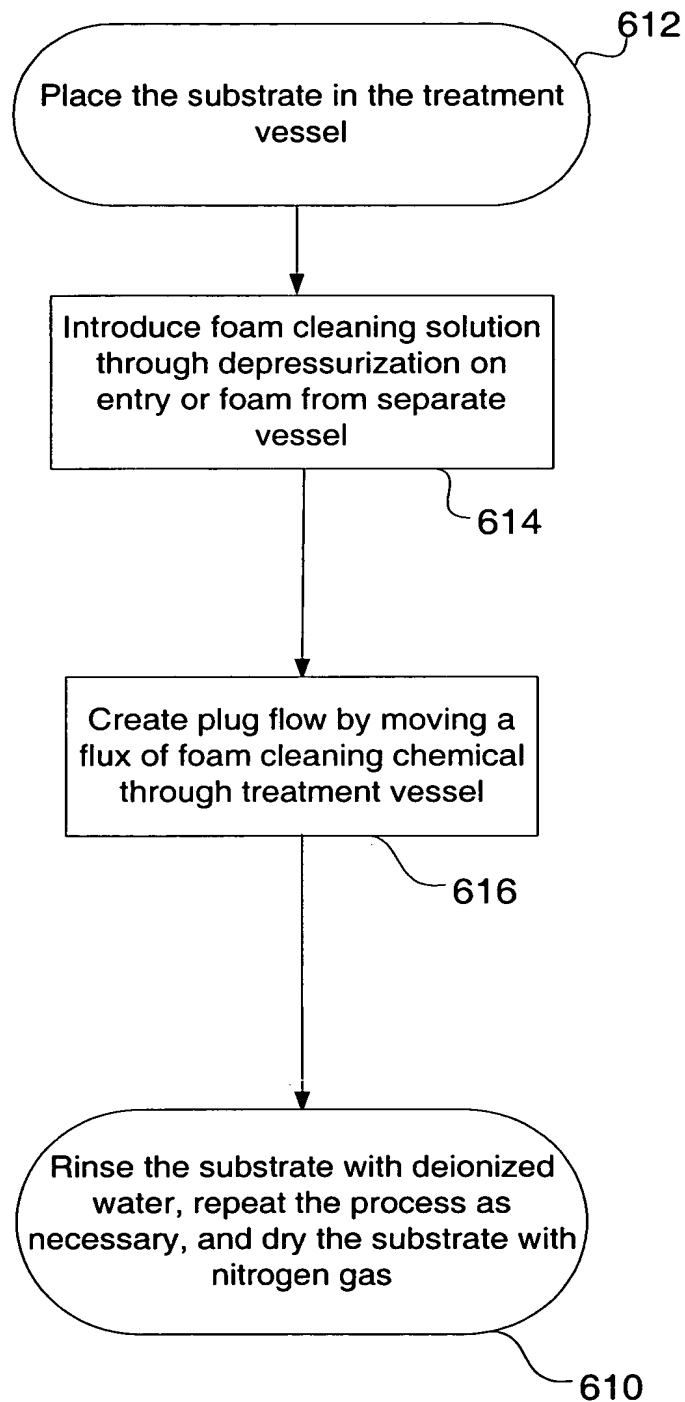 612
Place the substrate in the treatment
vessel
Introduce foam cleaning solution
through depressurization on
entry or foam from separate
vessel
614
Create plug flow by moving a
flux of foam cleaning chemical
through treatment vessel
616
Rinse the substrate with deionized
water, repeat the process as
necessary, and dry the substrate with
nitrogen gas
610